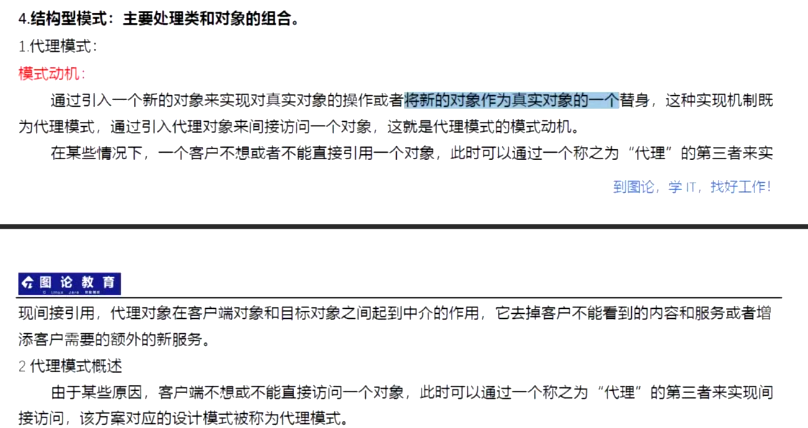 4.结构型模式：主要处理类和对象的组合。
1.代理模式：
模式动机：
通过引入一个新的对象来实现对真实对象的操作或者将新的对象作为真实对象的一个替身，这种实现机制既
为代理模式，通过引入代理对象来间接访问一个对象，这就是代理模式的模式动机。
在某些情况下，一个客户不想或者不能直接引用一个对象，此时可以通过一个称之为“代理”的第三者来实
到图论，学 IT，找好工作！
图论教育
现间接引用，代理对象在客户端对象和目标对象之间起到中介的作用，它去掉客户不能看到的内容和服务或者增
添客户需要的额外的新服务。
2 代理模式概述
由于某些原因，客户端不想或不能直接访问一个对象，此时可以通过一个称之为“代理”的第三者来实现间
接访问，该方案对应的设计模式被称为代理模式。